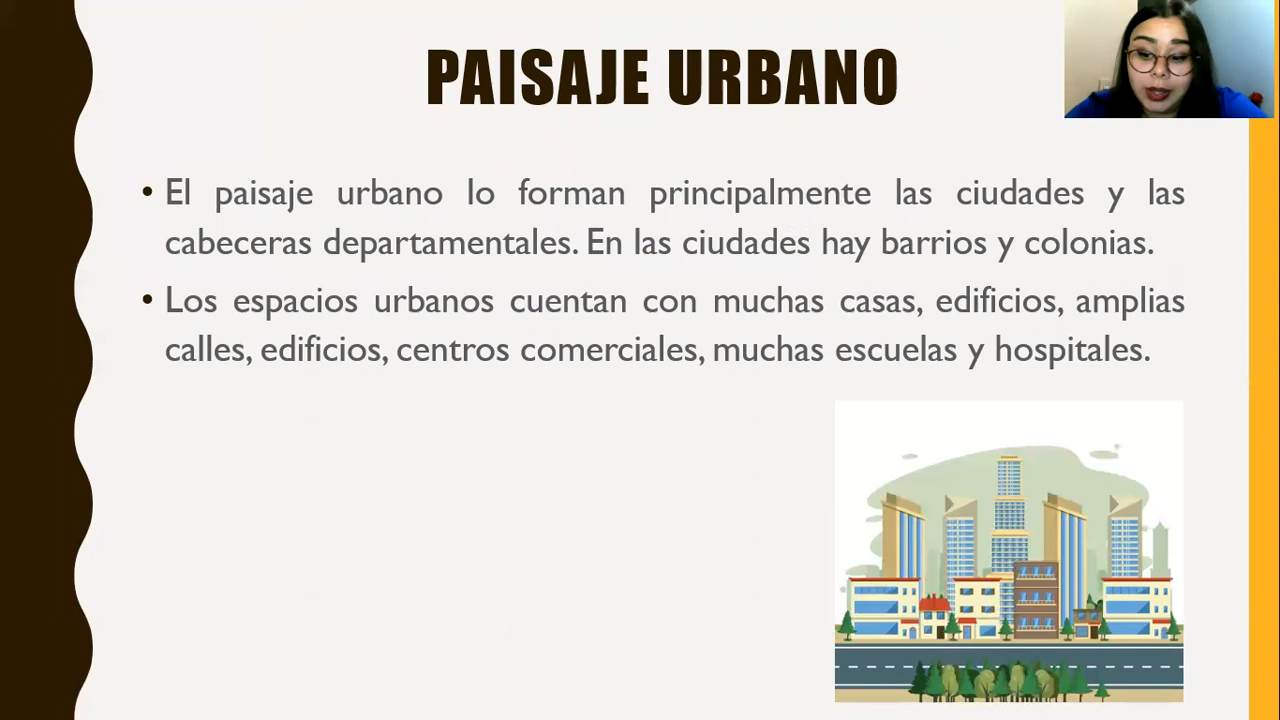 PAISAJE URBANO
• El paisaje urbano lo forman principalmente las ciudades y las
cabeceras departamentales. En las ciudades hay barrios y colonias.
• Los espacios urbanos cuentan con muchas casas, edificios, amplias
calles, edificios, centros comerciales, muchas escuelas y hospitales.